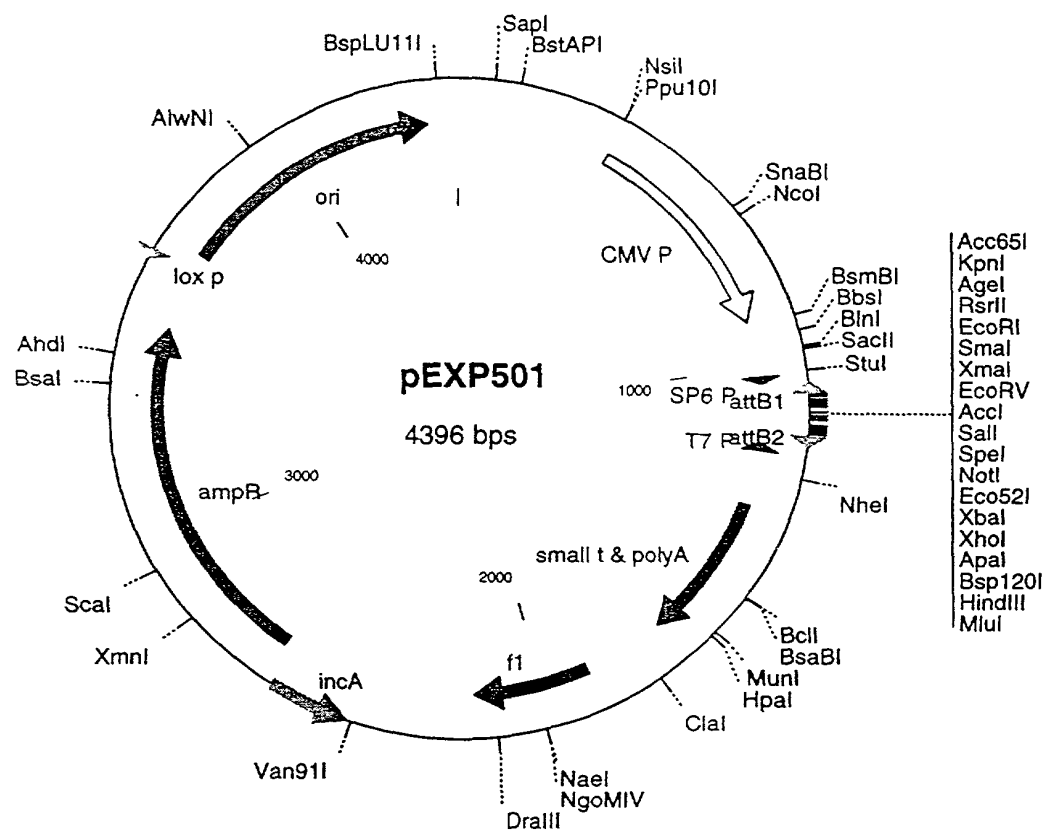 SapI
BspLU11I
BstAPI
NsiI
Ppu10I
AlwNI
SnaBI
NcoI
ori
4000
CMV P
lox p
BsmBI
BbsI
BlnI
SacII
StuI
AhdI
BsaI
pEXP501
4396 bps
1000
SP6 P
attB1
T7 P
attB2
Acc65I
KpnI
AgeI
RsrII
EcoRI
SmaI
XmaI
EcoRV
AccI
SalI
SpeI
NotI
Eco52I
XbaI
XhoI
ApaI
Bsp120I
HindIII
MluI
NheI
ampR
3000
small t & polyA
2000
ScaI
XmnI
BclI
BsaBI
MunI
HpaI
ClaI
f1
incA
Van91I
NaeI
NgoMIV
DraIII